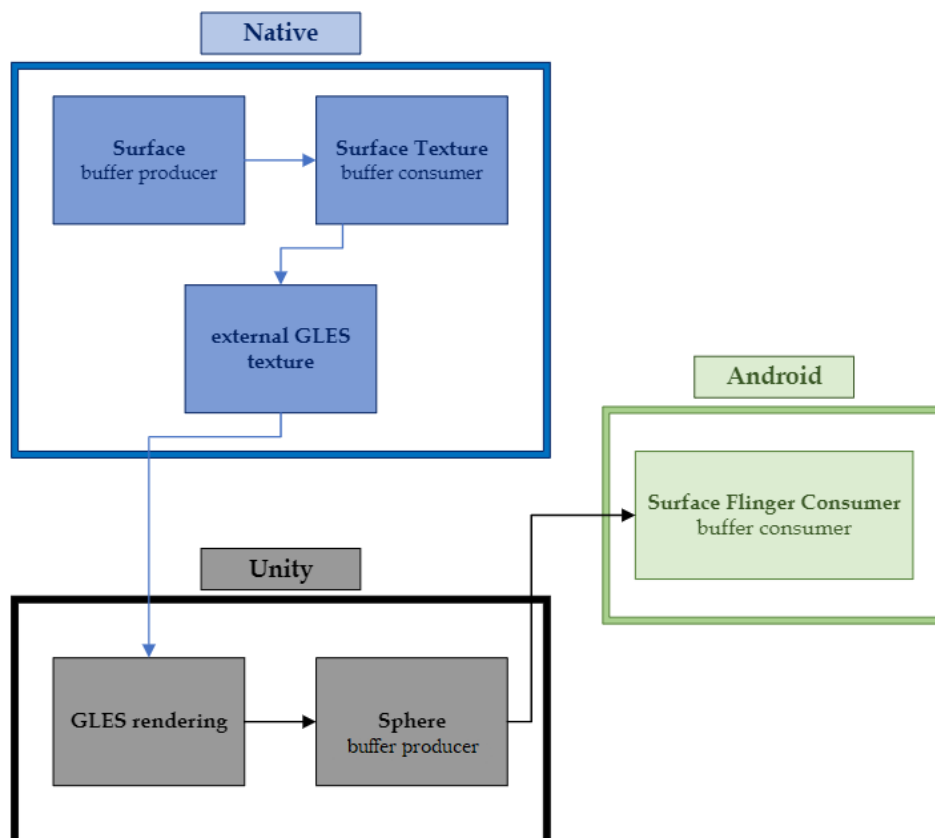 Native
Surface
buffer producer
Surface Texture
buffer consumer
external GLES
texture
Android
Surface Flinger Consumer
buffer consumer
Unity
GLES rendering
Sphere
buffer producer